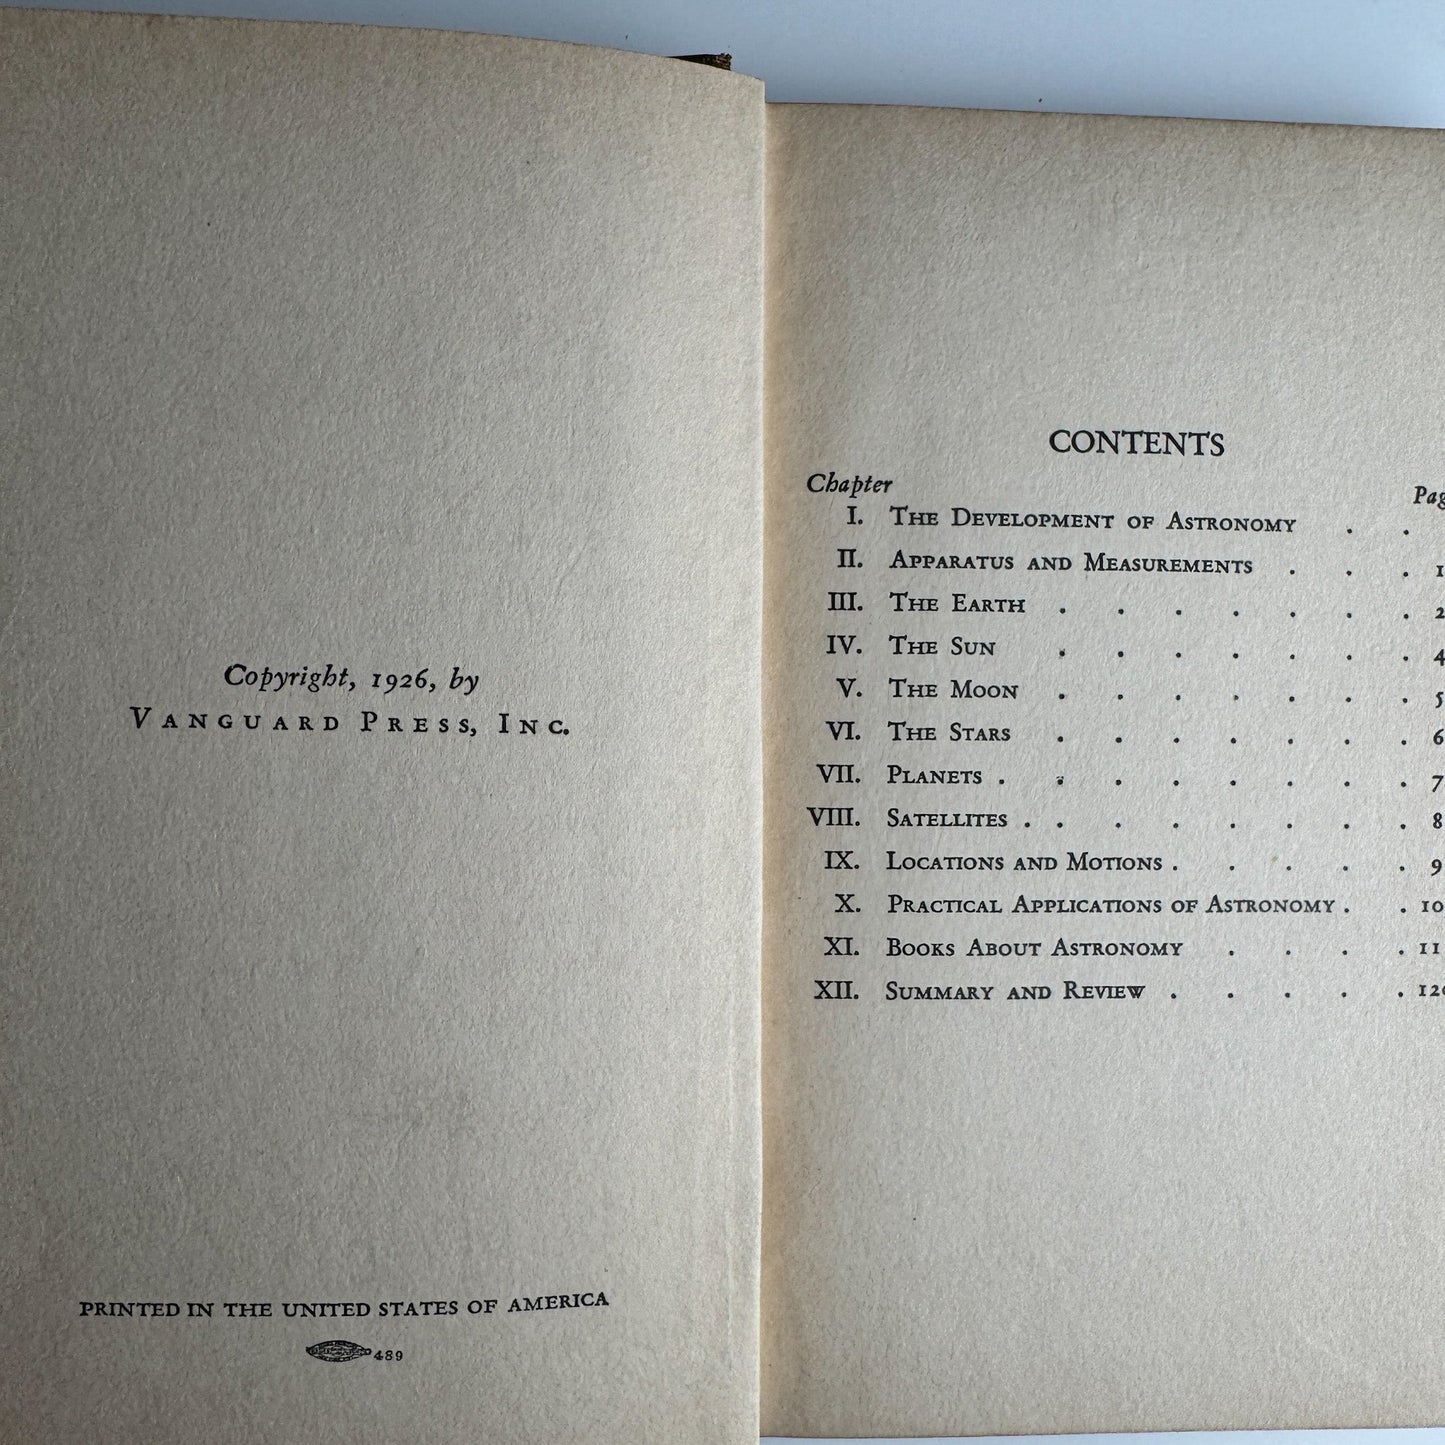 Copyright, 1926, by
VANGUARD PRESS, INC.
PRINTED IN THE UNITED STATES OF AMERICA
489
CONTENTS
Chapter
I. THE DEVELOPMENT OF ASTRONOMY . .
II. APPARATUS AND MEASUREMENTS . . .
III. THE EARTH . . . . . . .
IV. THE SUN . . . . . . .
V. THE MOON . . . . . . .
VI. THE STARS . . . . . . .
VII. PLANETS . . . . . . . .
VIII. SATELLITES . . . . . . . .
IX. LOCATIONS AND MOTIONS . . . . .
X. PRACTICAL APPLICATIONS OF ASTRONOMY . .
XI. BOOKS ABOUT ASTRONOMY . . . .
XII. SUMMARY AND REVIEW . . . . .